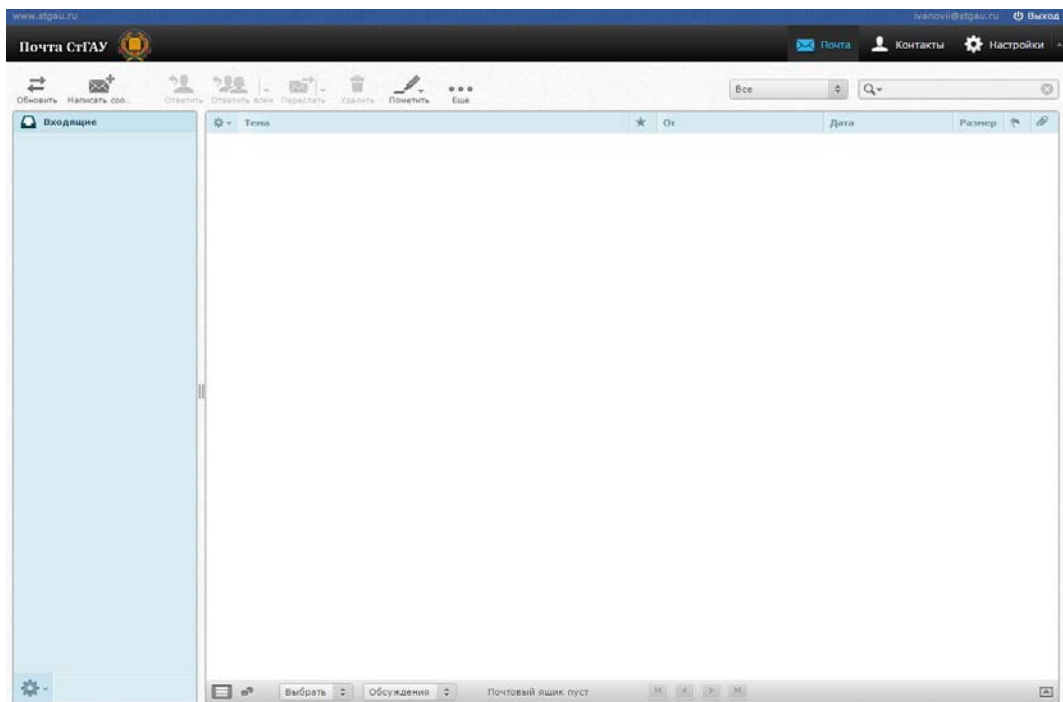 www.stgau.ru ivanovii@stgau.ru Выход
Почта СтГАУ Почта Контакты Настройки
Обновить Написать соо... Ответить Ответить всем Переслать Удалить Пометить Еще Все
Входящие Тема От Дата Размер
Выбрать Обсуждения Почтовый ящик пуст